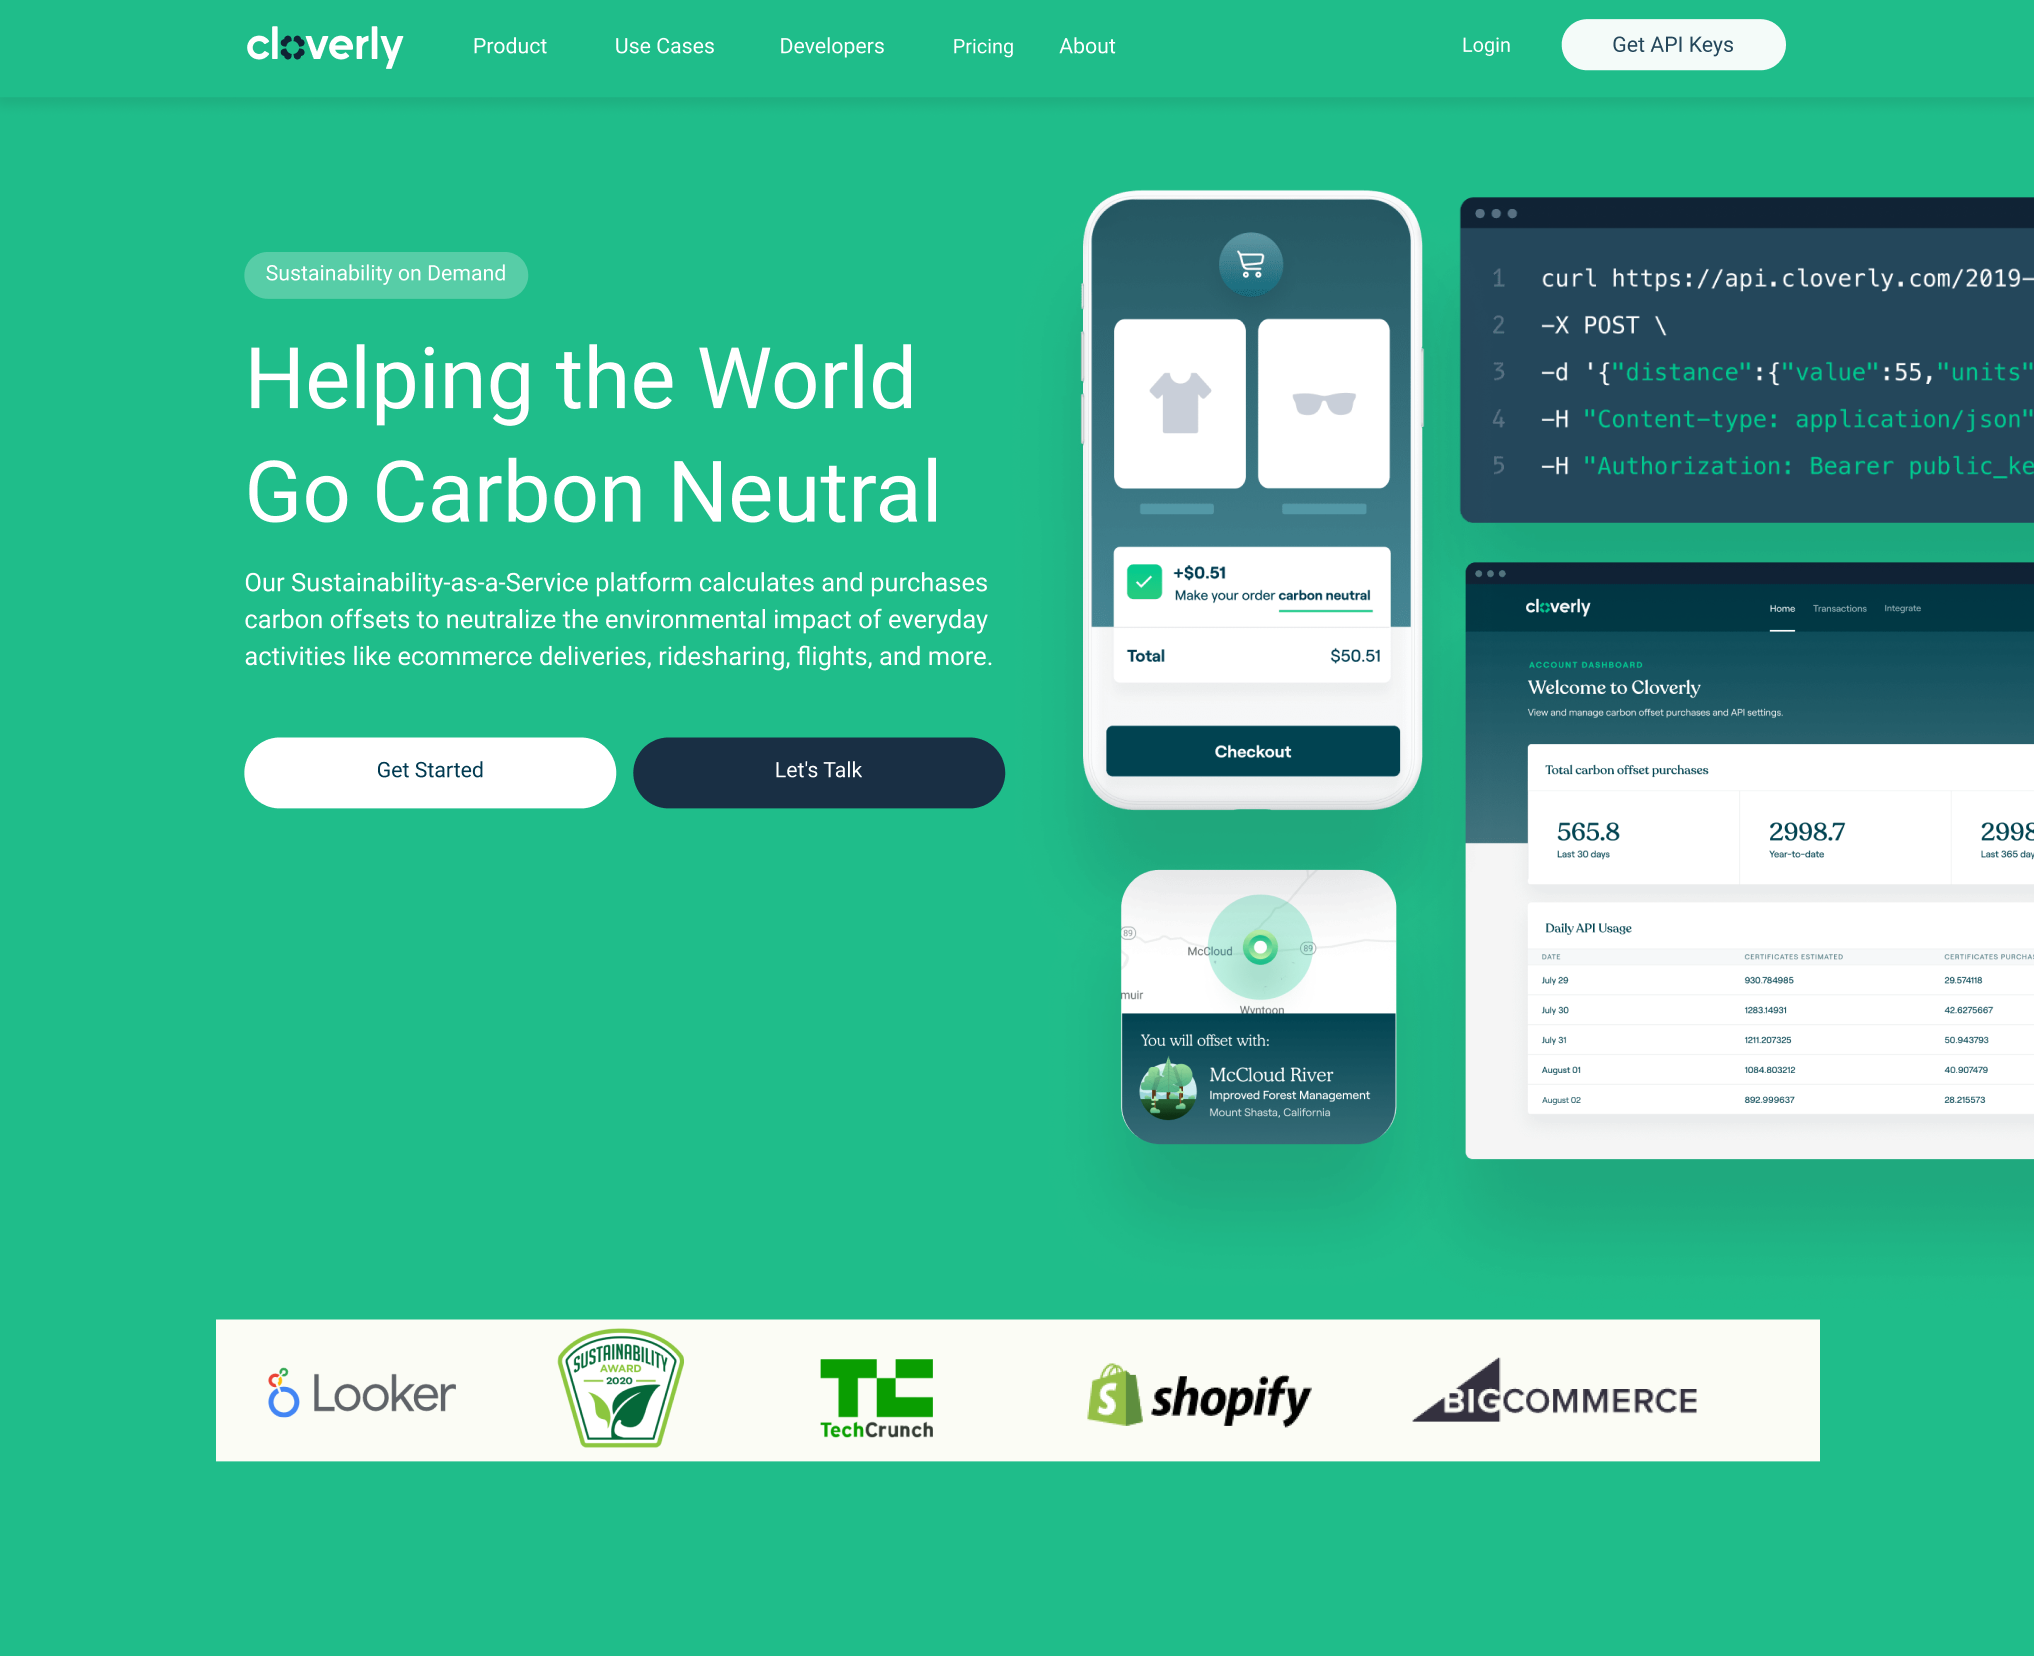 cloverly
Product
Use Cases
Developers
Pricing
About
Login
Get API Keys
Sustainability on Demand
Helping the World
Go Carbon Neutral
Our Sustainability-as-a-Service platform calculates and purchases
carbon offsets to neutralize the environmental impact of everyday
activities like ecommerce deliveries, ridesharing, flights, and more.
Get Started
Let's Talk
+$0.51
Make your order carbon neutral
Total $50.51
Checkout
89
McCloud
89
muir
Wyntoon
You will offset with:
McCloud River
Improved Forest Management
Mount Shasta, California
1 curl https://api.cloverly.com/2019-
2 -X POST \
3 -d '{"distance":{"value":55,"units"
4 -H "Content-type: application/json"
5 -H "Authorization: Bearer public_ke
cloverly
Home
Transactions
Integrate
ACCOUNT DASHBOARD
Welcome to Cloverly
View and manage carbon offset purchases and API settings.
Total carbon offset purchases
565.8 2998.7 2998
Last 30 days Year-to-date Last 365 day
Daily API Usage
DATE CERTIFICATES ESTIMATED CERTIFICATES PURCHA
July 29 930.784985 29.574118
July 30 1283.14931 42.6275667
July 31 1211.207325 50.943793
August 01 1084.803212 40.907479
August 02 892.999637 28.215573
Looker
SUSTAINABILITY
AWARD
2020
TC
TechCrunch
S shopify
BIGCOMMERCE